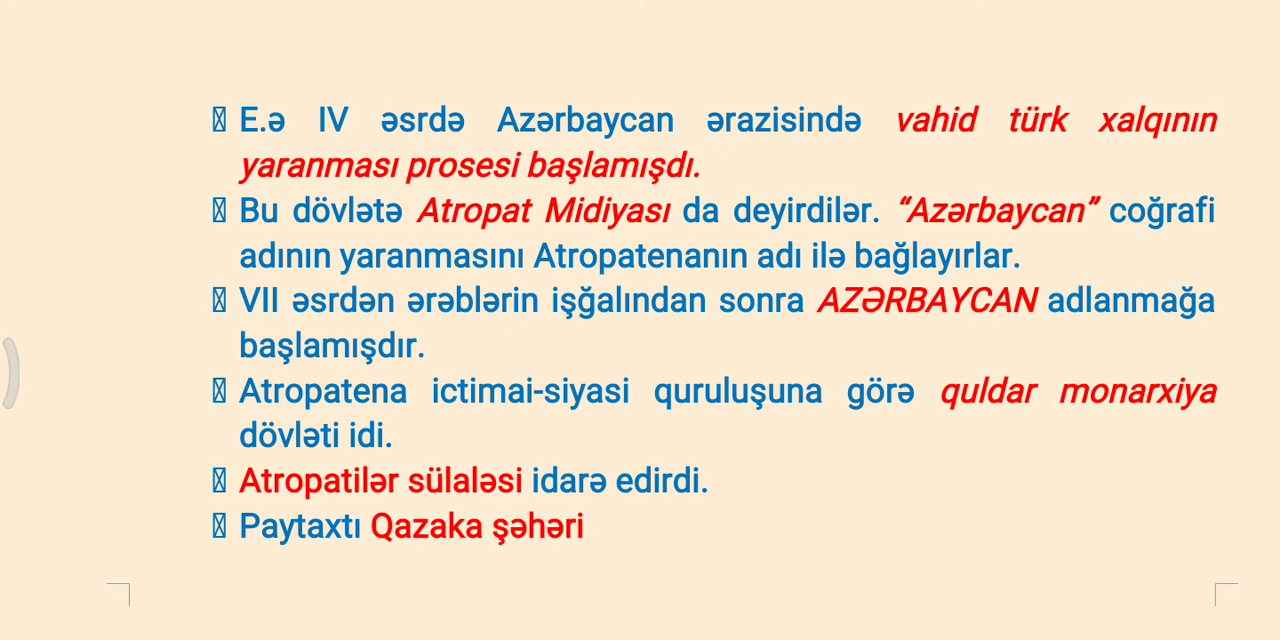 E.ə IV əsrdə Azərbaycan ərazisində vahid türk xalqının
yaranması prosesi başlamışdı.
Bu dövlətə Atropat Midiyası da deyirdilər. “Azərbaycan” coğrafi
adının yaranmasını Atropatenanın adı ilə bağlayırlar.
VII əsrdən ərəblərin işğalından sonra AZƏRBAYCAN adlanmağa
başlamışdır.
Atropatena ictimai-siyasi quruluşuna görə quldar monarxiya
dövləti idi.
Atropatilər sülaləsi idarə edirdi.
Paytaxtı Qazaka şəhəri